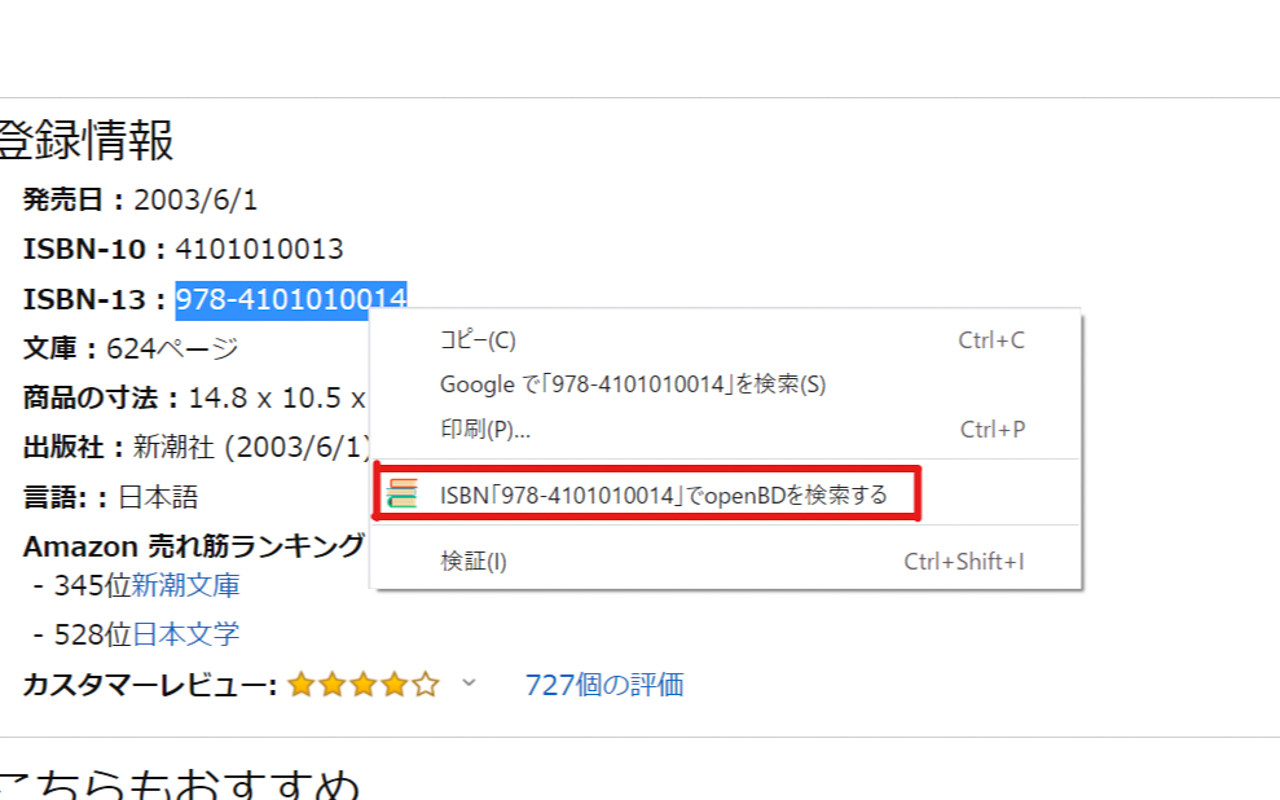 登録情報
発売日 : 2003/6/1
ISBN-10 : 4101010013
ISBN-13 : 978-4101010014
文庫 : 624ページ
商品の寸法 : 14.8 x 10.5 x
出版社 : 新潮社 (2003/6/1)
言語: : 日本語
Amazon 売れ筋ランキング
- 345位新潮文庫
- 528位日本文学
カスタマーレビュー: 727個の評価
コピー(C) Ctrl+C
Google で「978-4101010014」を検索(S)
印刷(P)... Ctrl+P
ISBN「978-4101010014」でopenBDを検索する
検証(I) Ctrl+Shift+I
こちらもおすすめ